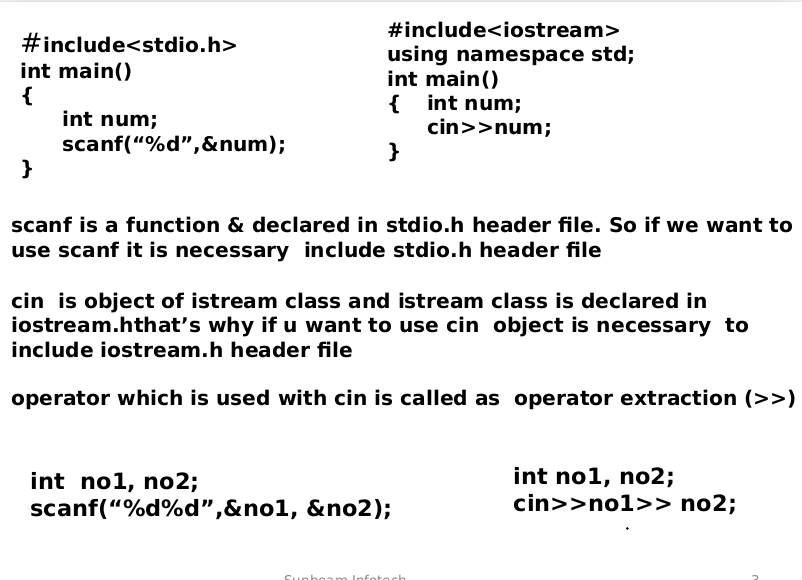 #include<stdio.h>
int main()
{
int num;
scanf(“%d”,&num);
}
#include<iostream>
using namespace std;
int main()
{ int num;
cin>>num;
}
scanf is a function & declared in stdio.h header file. So if we want to
use scanf it is necessary include stdio.h header file
cin is object of istream class and istream class is declared in
iostream.hthat’s why if u want to use cin object is necessary to
include iostream.h header file
operator which is used with cin is called as operator extraction (>>)
int no1, no2;
scanf(“%d%d”,&no1, &no2);
int no1, no2;
cin>>no1>> no2;
.
Sunbeam Infotech
3